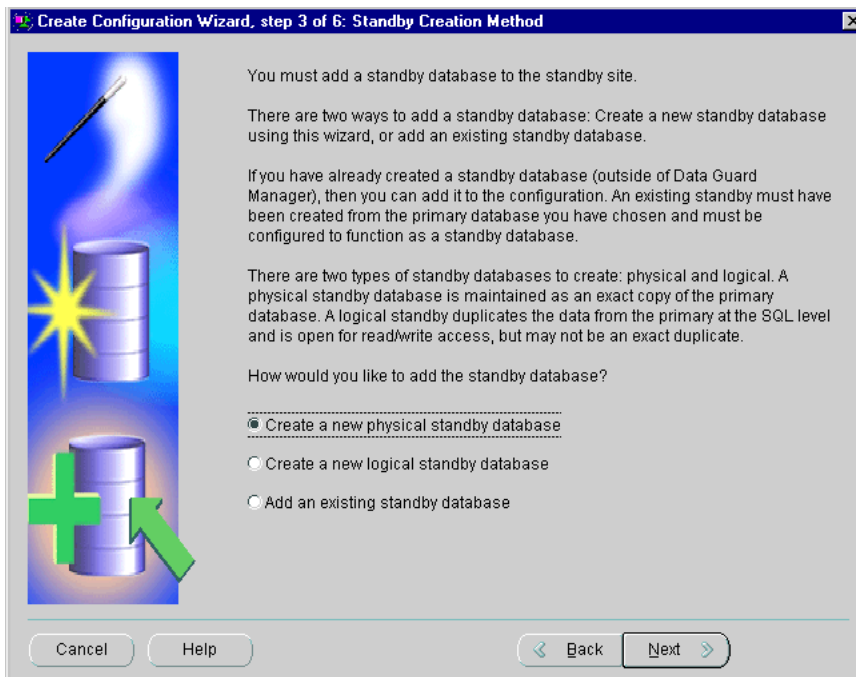 Create Configuration Wizard, step 3 of 6: Standby Creation Method
You must add a standby database to the standby site.
There are two ways to add a standby database: Create a new standby database
using this wizard, or add an existing standby database.
If you have already created a standby database (outside of Data Guard
Manager), then you can add it to the configuration. An existing standby must have
been created from the primary database you have chosen and must be
configured to function as a standby database.
There are two types of standby databases to create: physical and logical. A
physical standby database is maintained as an exact copy of the primary
database. A logical standby duplicates the data from the primary at the SQL level
and is open for read/write access, but may not be an exact duplicate.
How would you like to add the standby database?
Create a new physical standby database
Create a new logical standby database
Add an existing standby database
Cancel Help Back Next